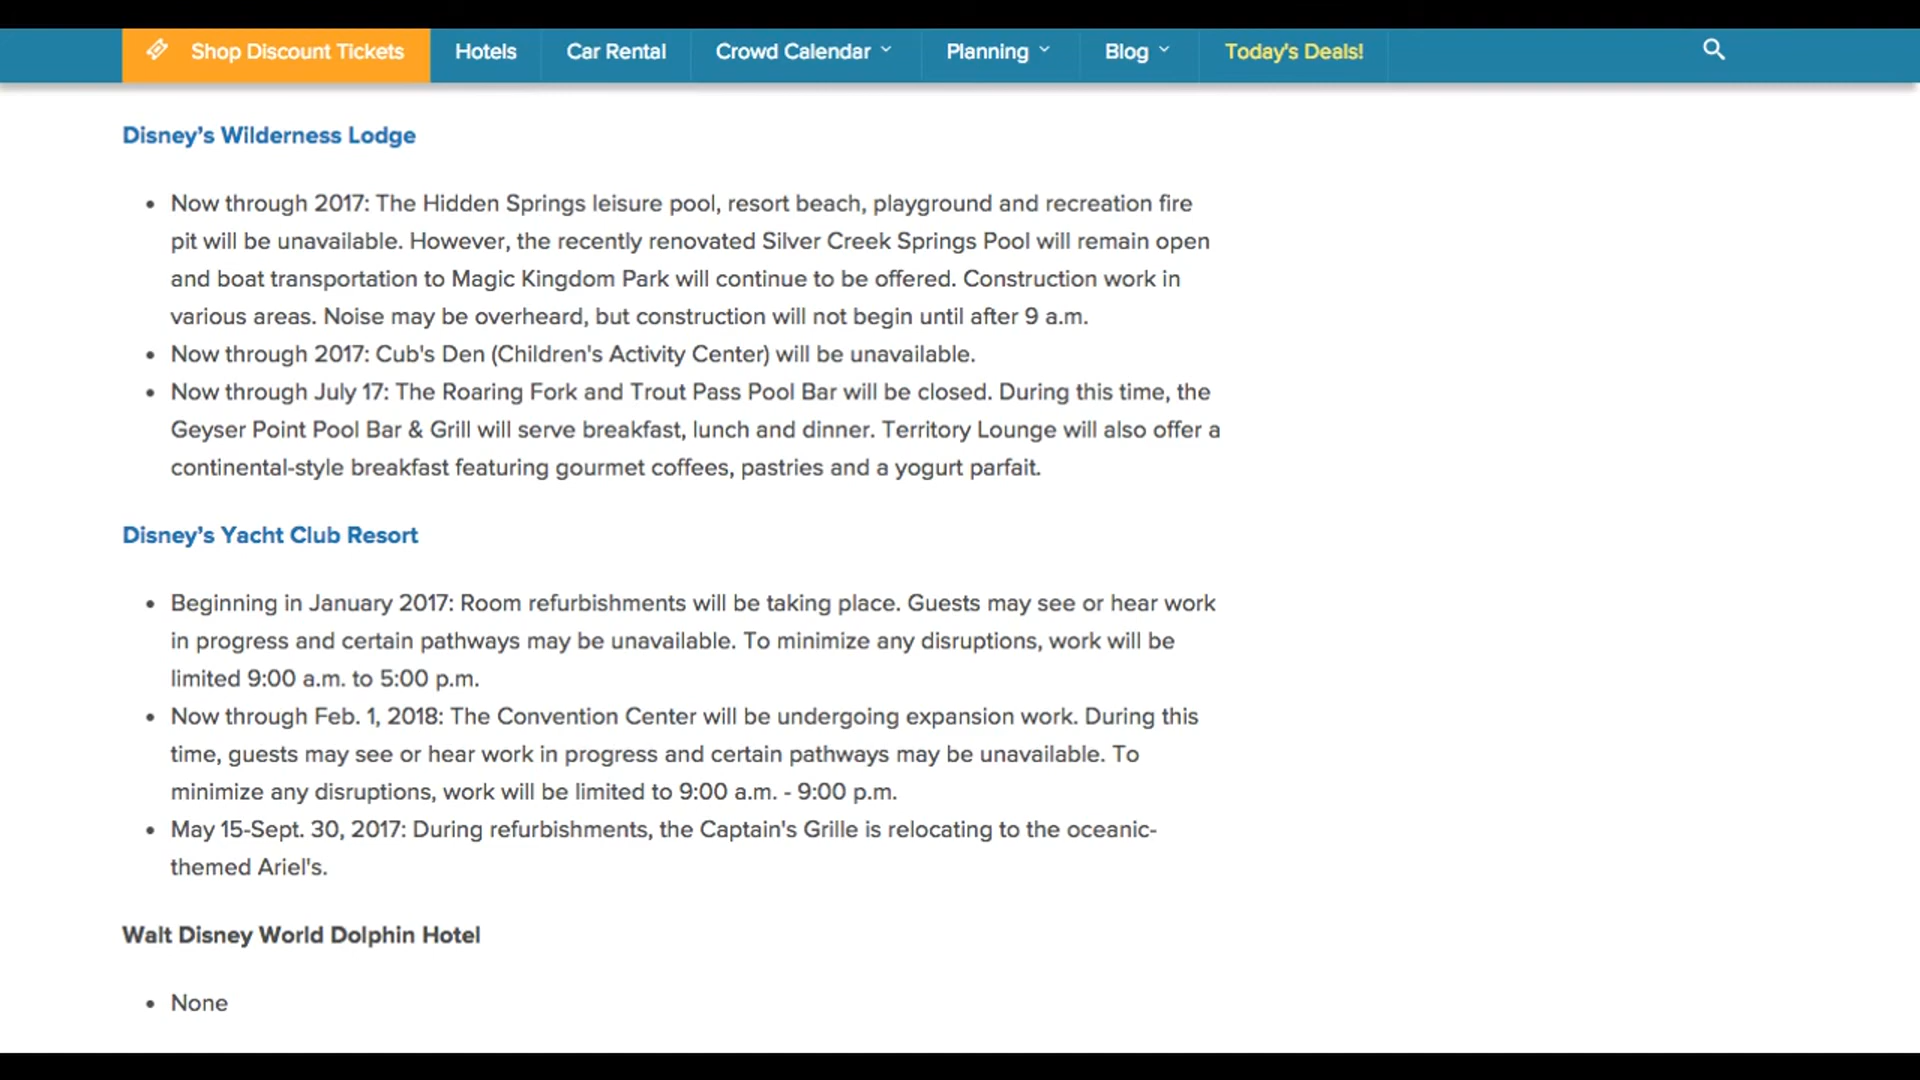 Shop Discount Tickets Hotels Car Rental Crowd Calendar Planning Blog Today's Deals!
Disney’s Wilderness Lodge
• Now through 2017: The Hidden Springs leisure pool, resort beach, playground and recreation fire
pit will be unavailable. However, the recently renovated Silver Creek Springs Pool will remain open
and boat transportation to Magic Kingdom Park will continue to be offered. Construction work in
various areas. Noise may be overheard, but construction will not begin until after 9 a.m.
• Now through 2017: Cub's Den (Children's Activity Center) will be unavailable.
• Now through July 17: The Roaring Fork and Trout Pass Pool Bar will be closed. During this time, the
Geyser Point Pool Bar & Grill will serve breakfast, lunch and dinner. Territory Lounge will also offer a
continental-style breakfast featuring gourmet coffees, pastries and a yogurt parfait.
Disney’s Yacht Club Resort
• Beginning in January 2017: Room refurbishments will be taking place. Guests may see or hear work
in progress and certain pathways may be unavailable. To minimize any disruptions, work will be
limited 9:00 a.m. to 5:00 p.m.
• Now through Feb. 1, 2018: The Convention Center will be undergoing expansion work. During this
time, guests may see or hear work in progress and certain pathways may be unavailable. To
minimize any disruptions, work will be limited to 9:00 a.m. - 9:00 p.m.
• May 15-Sept. 30, 2017: During refurbishments, the Captain's Grille is relocating to the oceanic-
themed Ariel's.
Walt Disney World Dolphin Hotel
• None